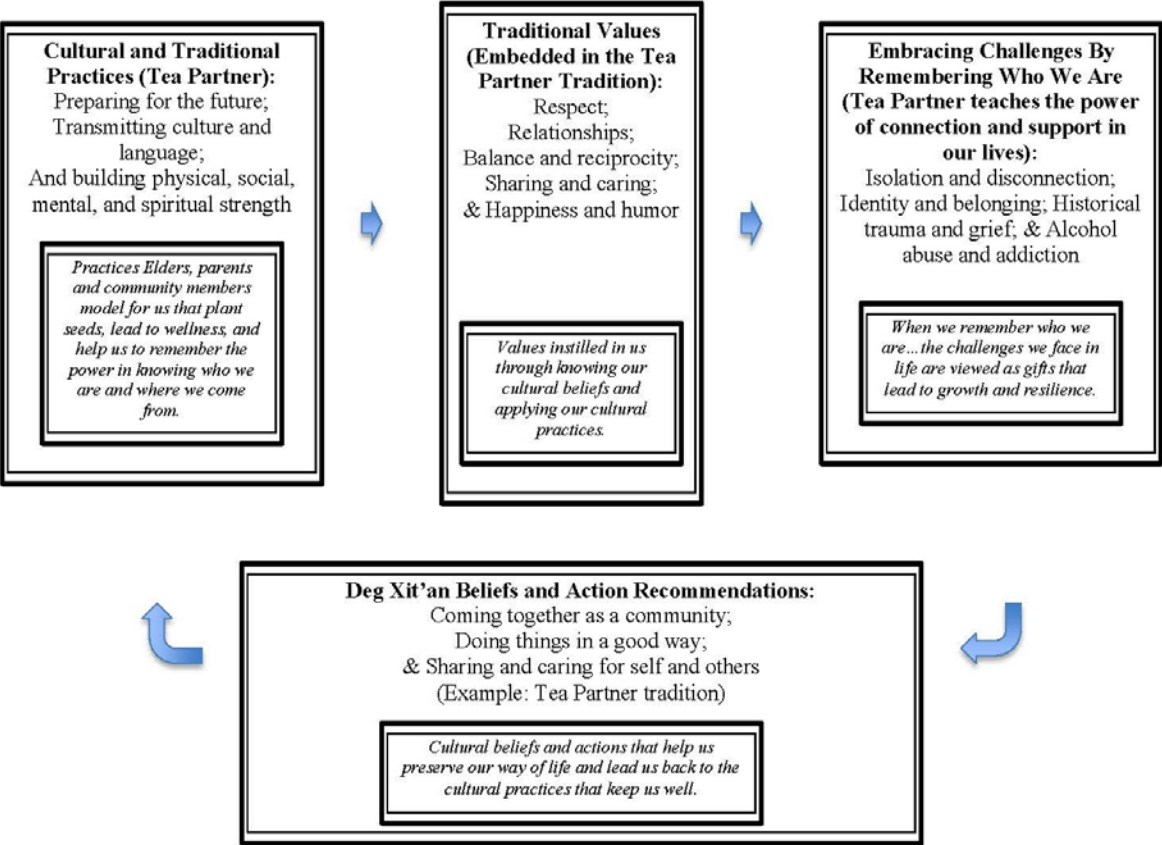 Cultural and Traditional
Practices (Tea Partner):
Preparing for the future;
Transmitting culture and
language;
And building physical, social,
mental, and spiritual strength
Practices Elders, parents
and community members
model for us that plant
seeds, lead to wellness, and
help us to remember the
power in knowing who we
are and where we come
from.
Traditional Values
(Embedded in the Tea
Partner Tradition):
Respect;
Relationships;
Balance and reciprocity;
Sharing and caring;
& Happiness and humor
Values instilled in us
through knowing our
cultural beliefs and
applying our cultural
practices.
Embracing Challenges By
Remembering Who We Are
(Tea Partner teaches the power
of connection and support in
our lives):
Isolation and disconnection;
Identity and belonging; Historical
trauma and grief; & Alcohol
abuse and addiction
When we remember who we
are...the challenges we face in
life are viewed as gifts that
lead to growth and resilience.
Deg Xit’an Beliefs and Action Recommendations:
Coming together as a community;
Doing things in a good way;
& Sharing and caring for self and others
(Example: Tea Partner tradition)
Cultural beliefs and actions that help us
preserve our way of life and lead us back to the
cultural practices that keep us well.